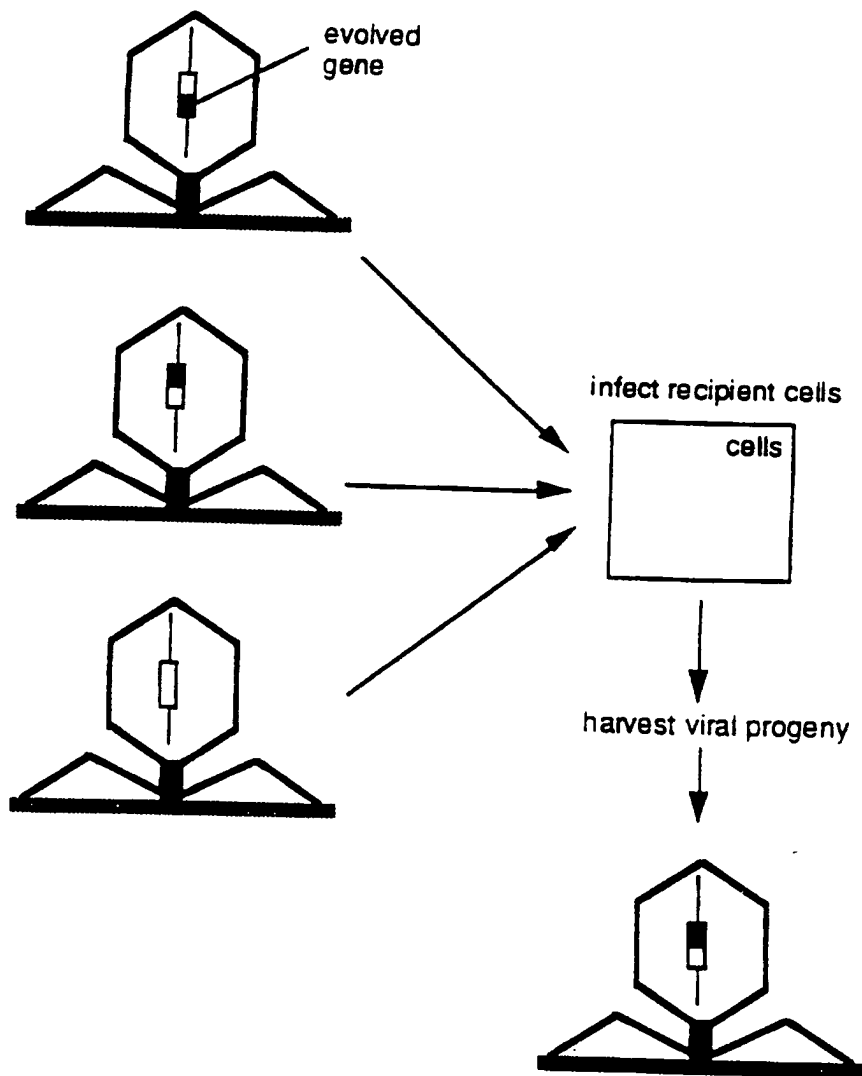 evolved
gene
infect recipient cells
cells
harvest viral progeny